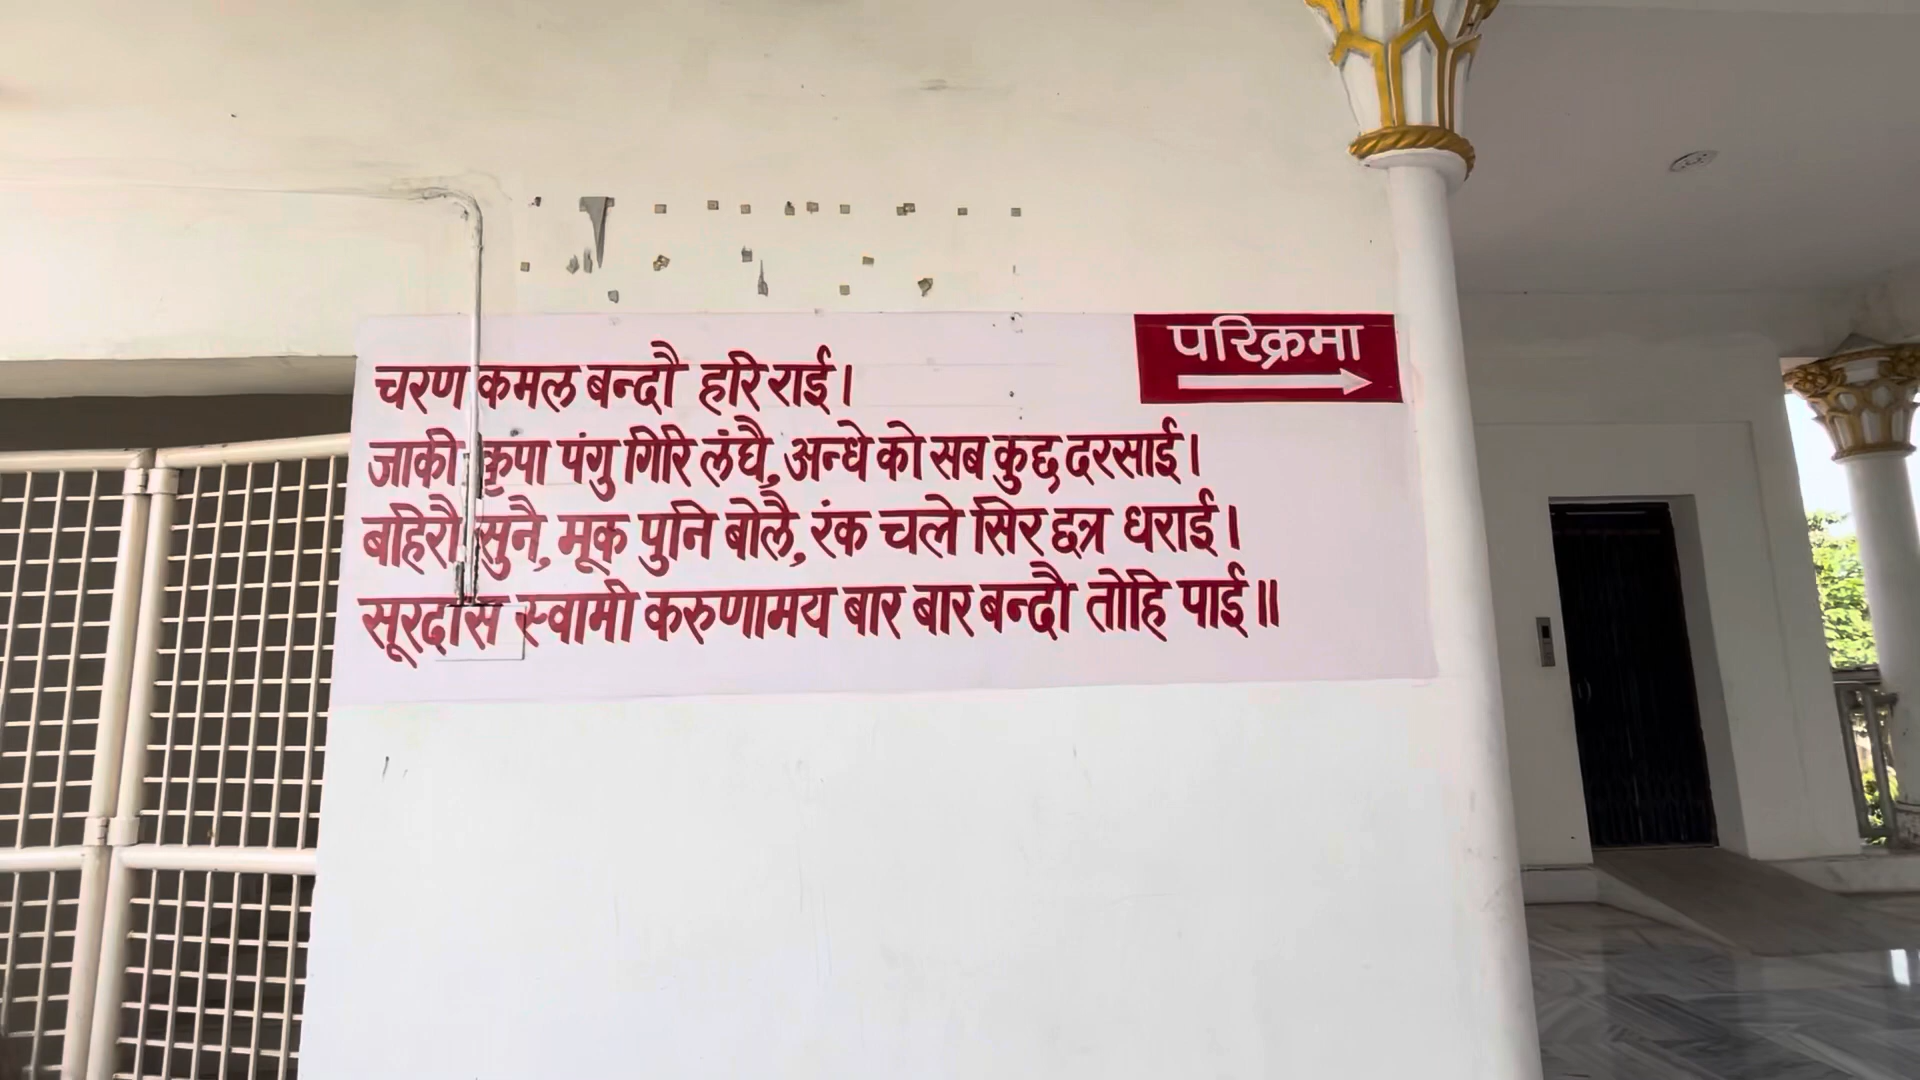 परिक्रमा
चरण कमल बन्दौ हरि राई।
जाकी कृपा पंगु गिरि लंघै, अन्धे को सब कुछ दरसाई।
बहिरौ सुनै, मूक पुनि बोलै, रंक चले सिर छत्र धराई।
सूरदास स्वामी करुणामय बार बार बन्दौ तोहि पाई॥